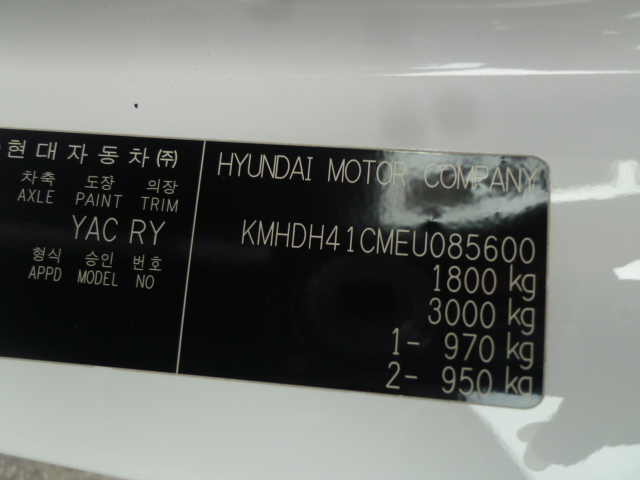 현대자동차(주)
차축 도장 의장
AXLE PAINT TRIM
YAC RY
형식 승인 번호
APPD MODEL NO
HYUNDAI MOTOR COMPANY
KMHDH41CMEU085600
1800 kg
3000 kg
1- 970 kg
2- 950 kg